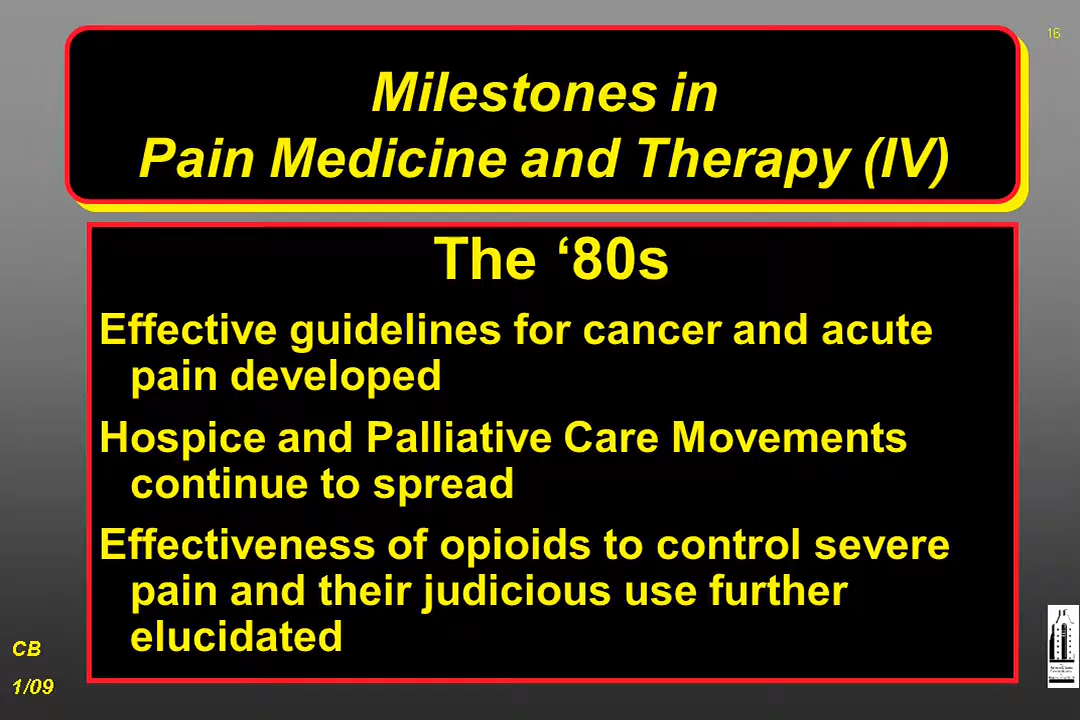 16
Milestones in
Pain Medicine and Therapy (IV)
The ‘80s
Effective guidelines for cancer and acute
pain developed
Hospice and Palliative Care Movements
continue to spread
Effectiveness of opioids to control severe
pain and their judicious use further
elucidated
CB
1/09